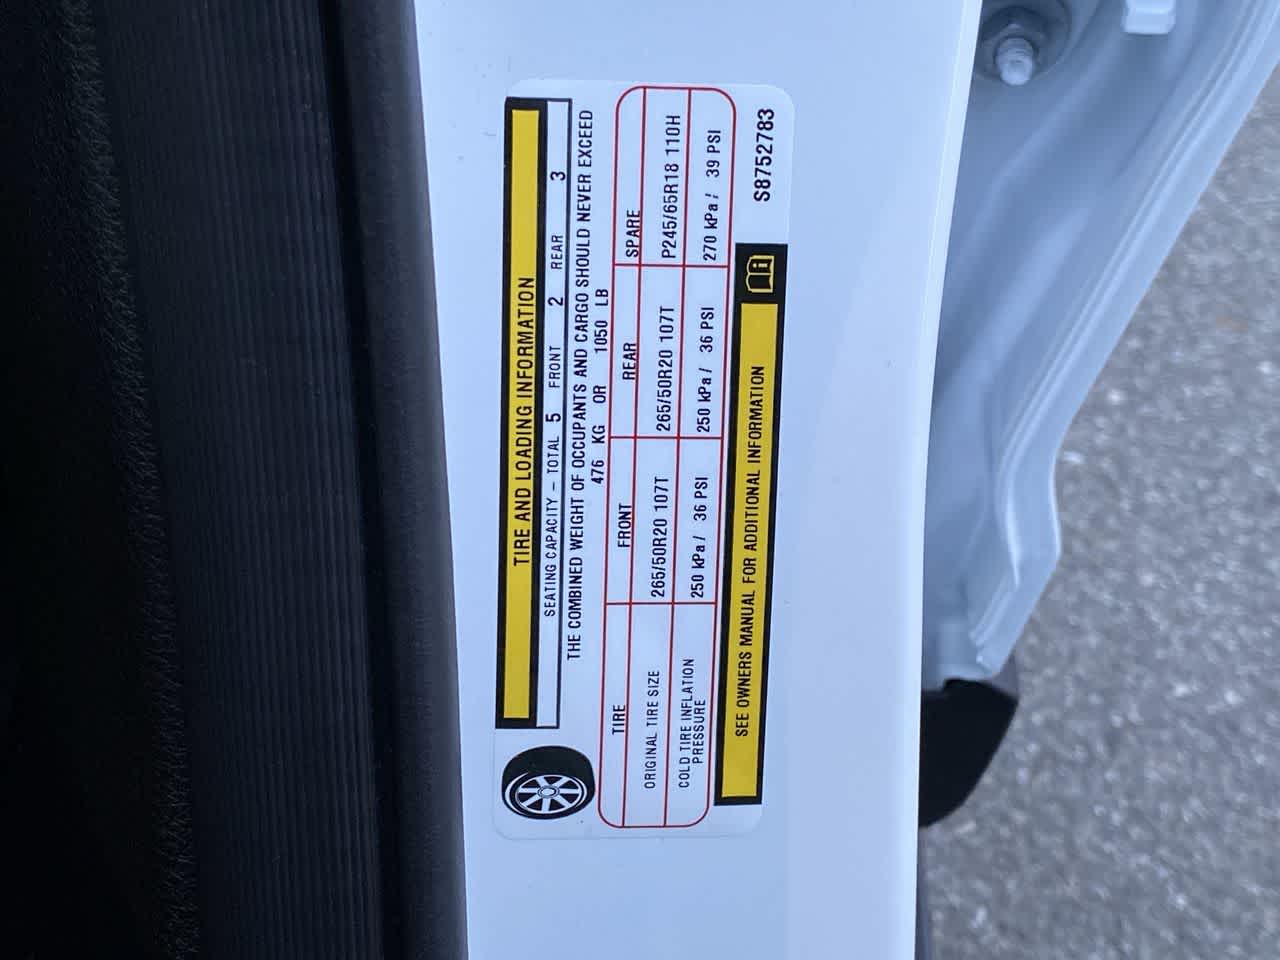 TIRE AND LOADING INFORMATION
SEATING CAPACITY – TOTAL 5 FRONT 2 REAR 3
THE COMBINED WEIGHT OF OCCUPANTS AND CARGO SHOULD NEVER EXCEED
476 KG OR 1050 LB
TIRE FRONT REAR SPARE
ORIGINAL TIRE SIZE 265/50R20 107T 265/50R20 107T P245/65R18 110H
COLD TIRE INFLATION
PRESSURE 250 kPa / 36 PSI 250 kPa / 36 PSI 270 kPa / 39 PSI
SEE OWNERS MANUAL FOR ADDITIONAL INFORMATION
S8752783